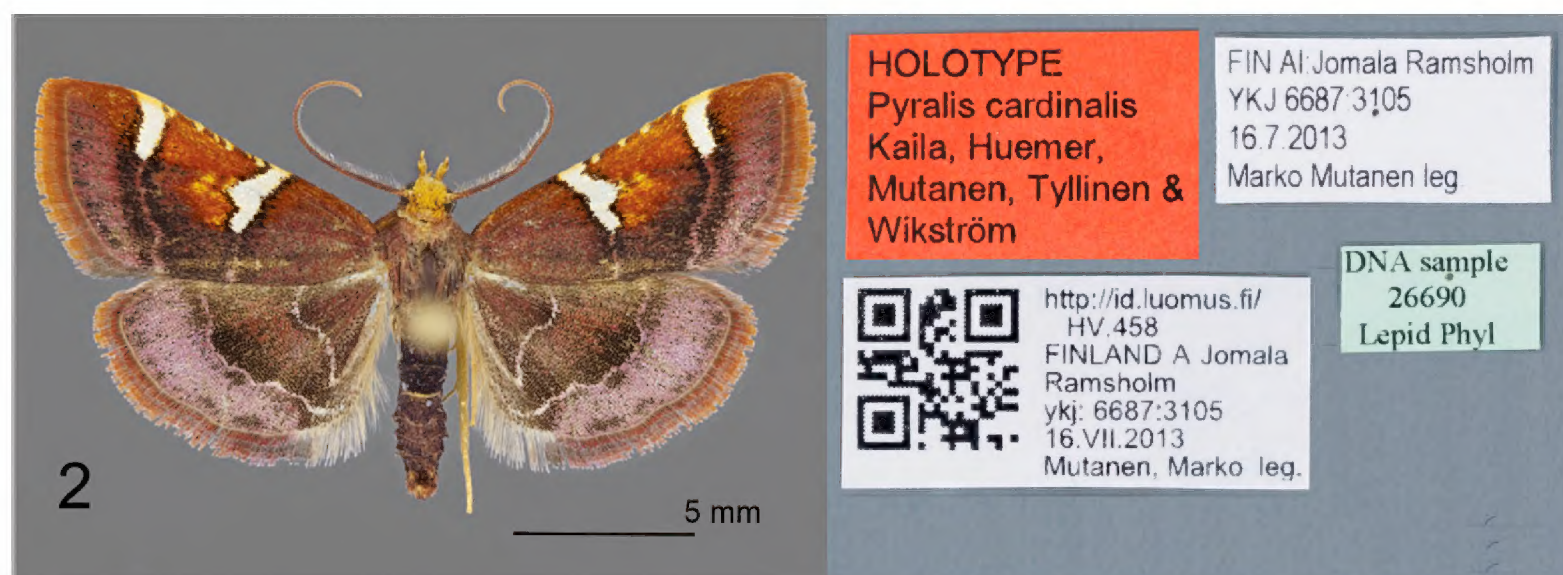 2
5 mm
HOLOTYPE
Pyralis cardinalis
Kaila, Huemer,
Mutanen, Tyllinen &
Wikström
FIN Al:Jomala Ramsholm
YKJ 6687:3105
16.7.2013
Marko Mutanen leg
http://id.luomus.fi/
HV.458
FINLAND A Jomala
Ramsholm
ykj: 6687:3105
16.VII.2013
Mutanen, Marko leg.
DNA sample
26690
Lepid Phyl